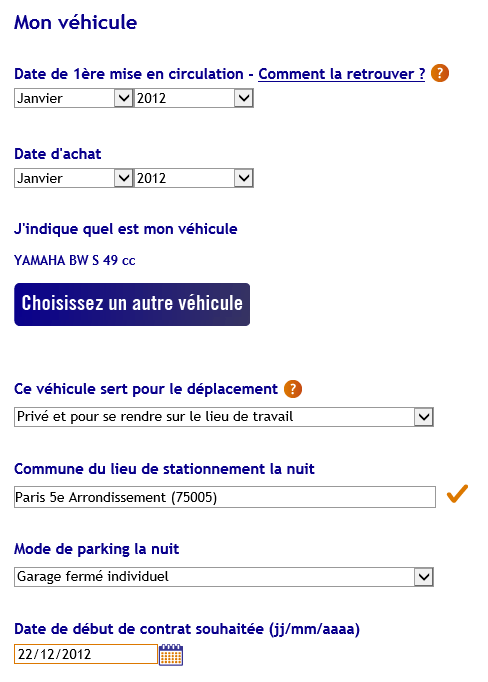 Mon véhicule
Date de 1ère mise en circulation - Comment la retrouver ? ?
Janvier 2012
Date d'achat
Janvier 2012
J'indique quel est mon véhicule
YAMAHA BW S 49 cc
Choisissez un autre véhicule
Ce véhicule sert pour le déplacement ?
Privé et pour se rendre sur le lieu de travail
Commune du lieu de stationnement la nuit
Paris 5e Arrondissement (75005)
Mode de parking la nuit
Garage fermé individuel
Date de début de contrat souhaitée (jj/mm/aaaa)
22/12/2012